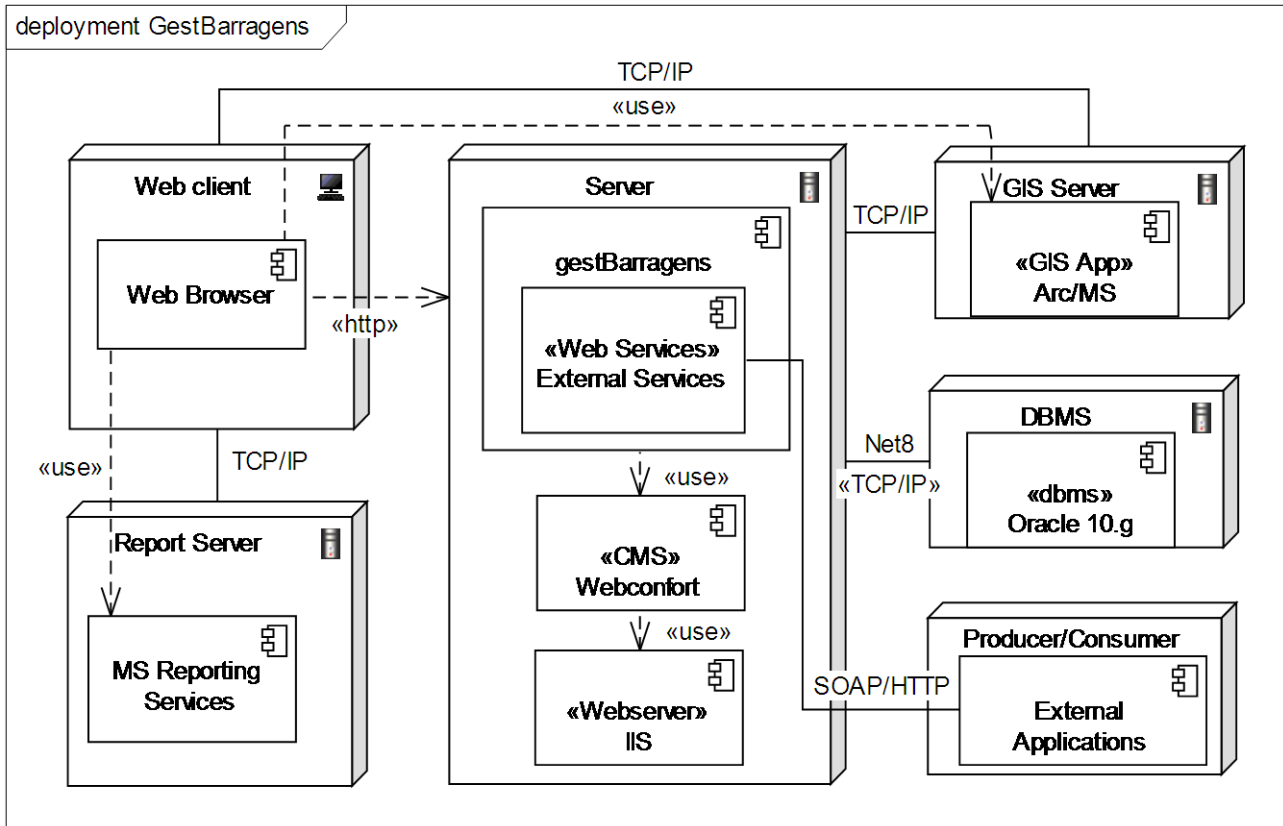 deployment GestBarragens
TCP/IP
«use»
Web client
Web Browser
«http»
«use»
TCP/IP
Report Server
MS Reporting
Services
Server
gestBarragens
«Web Services»
External Services
«use»
«CMS»
Webconfort
«use»
«Webserver»
IIS
TCP/IP
GIS Server
«GIS App»
Arc/MS
Net8
«TCP/IP»
DBMS
«dbms»
Oracle 10.g
SOAP/HTTP
Producer/Consumer
External
Applications